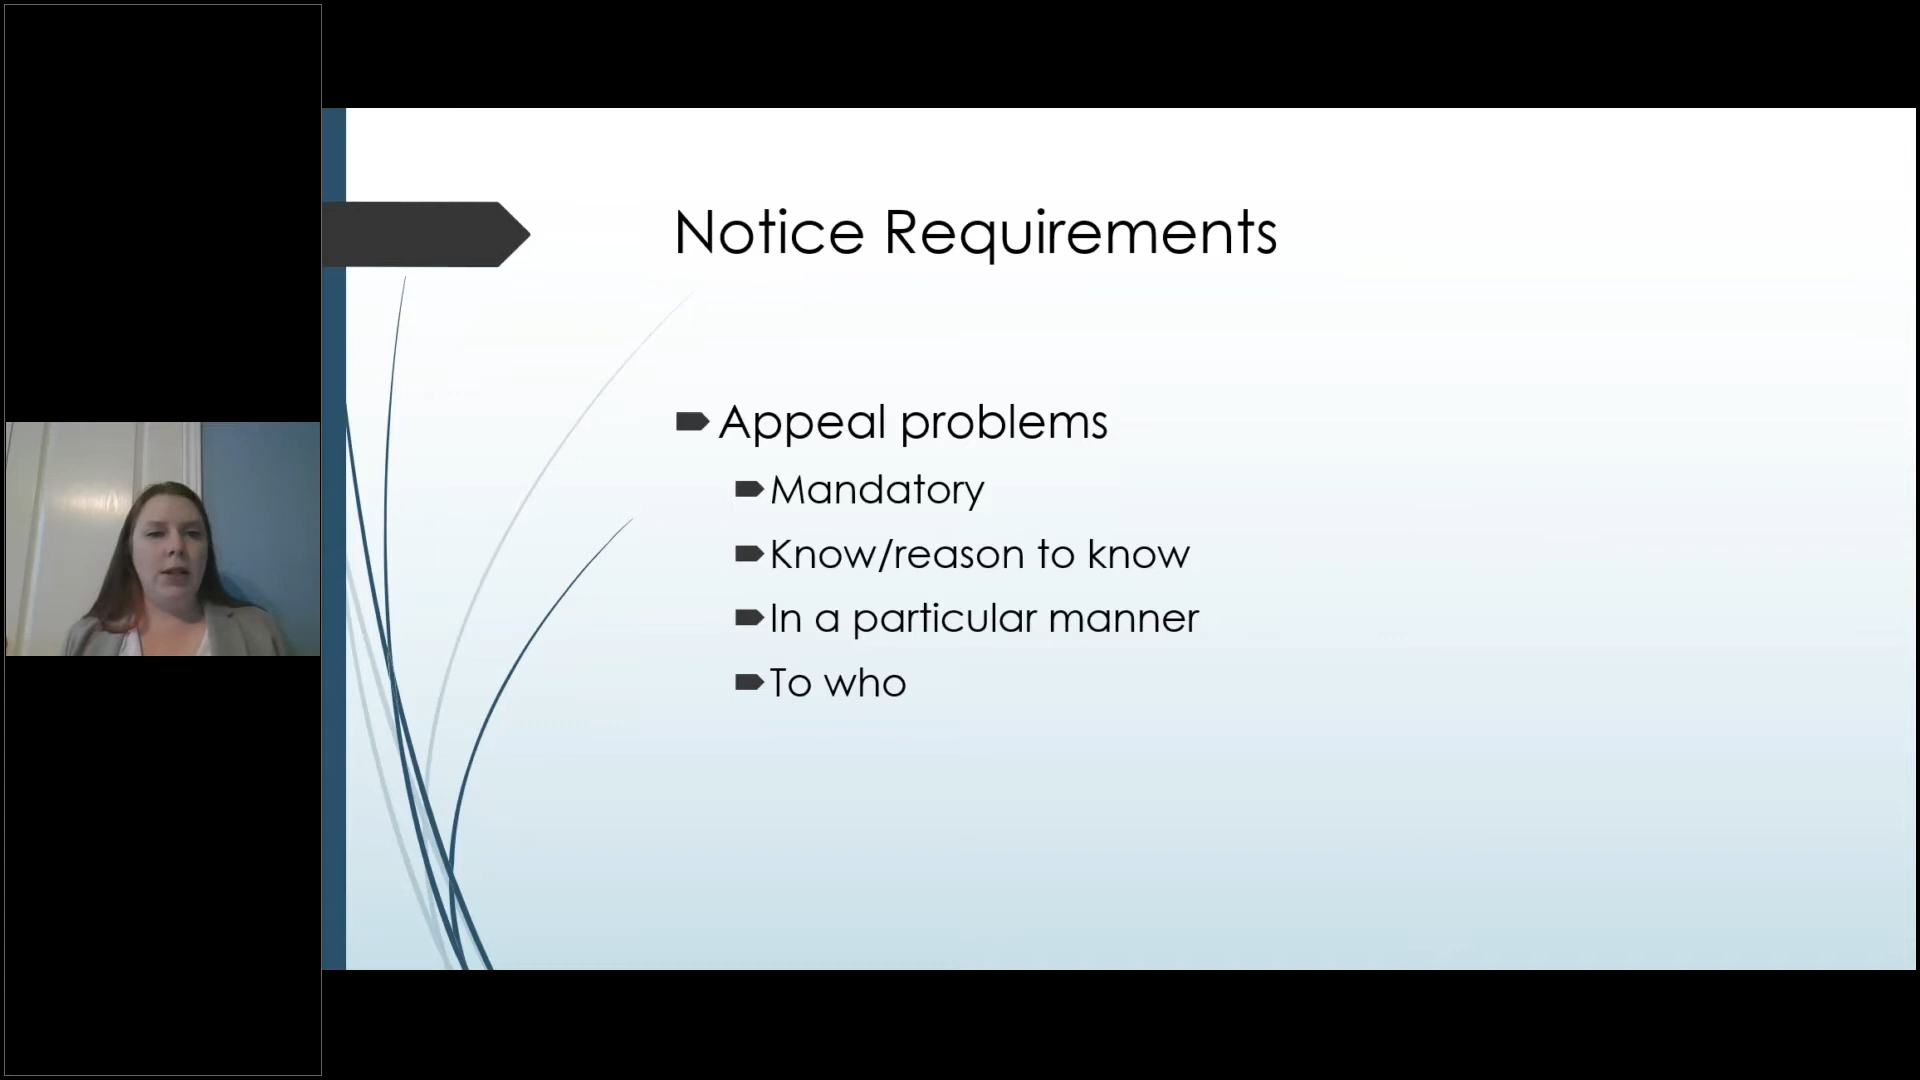 Notice Requirements
Appeal problems
Mandatory
Know/reason to know
In a particular manner
To who